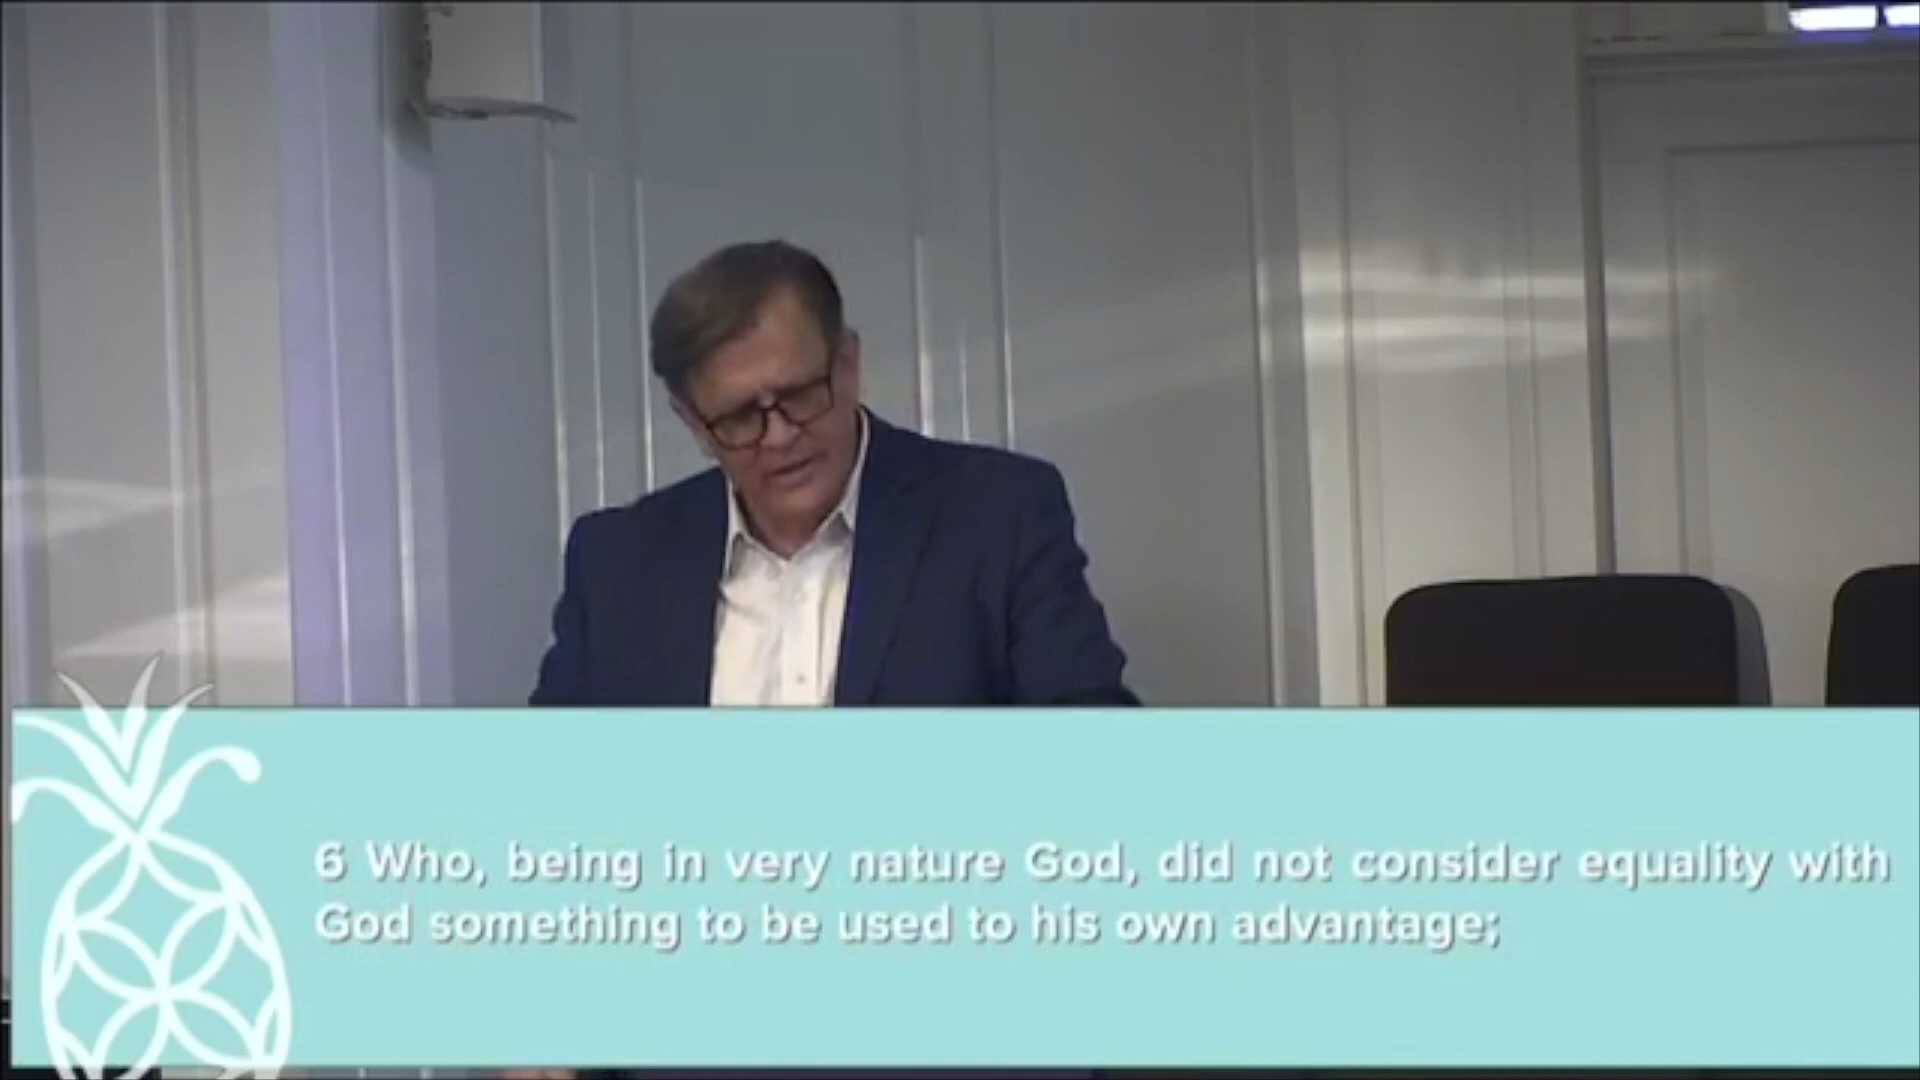 6 Who, being in very nature God, did not consider equality with
God something to be used to his own advantage;